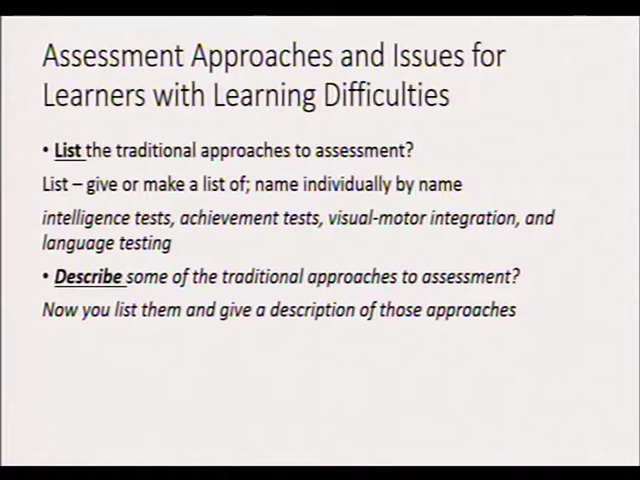 Assessment Approaches and Issues for
Learners with Learning Difficulties
• List the traditional approaches to assessment?
List – give or make a list of; name individually by name
intelligence tests, achievement tests, visual-motor integration, and
language testing
• Describe some of the traditional approaches to assessment?
Now you list them and give a description of those approaches